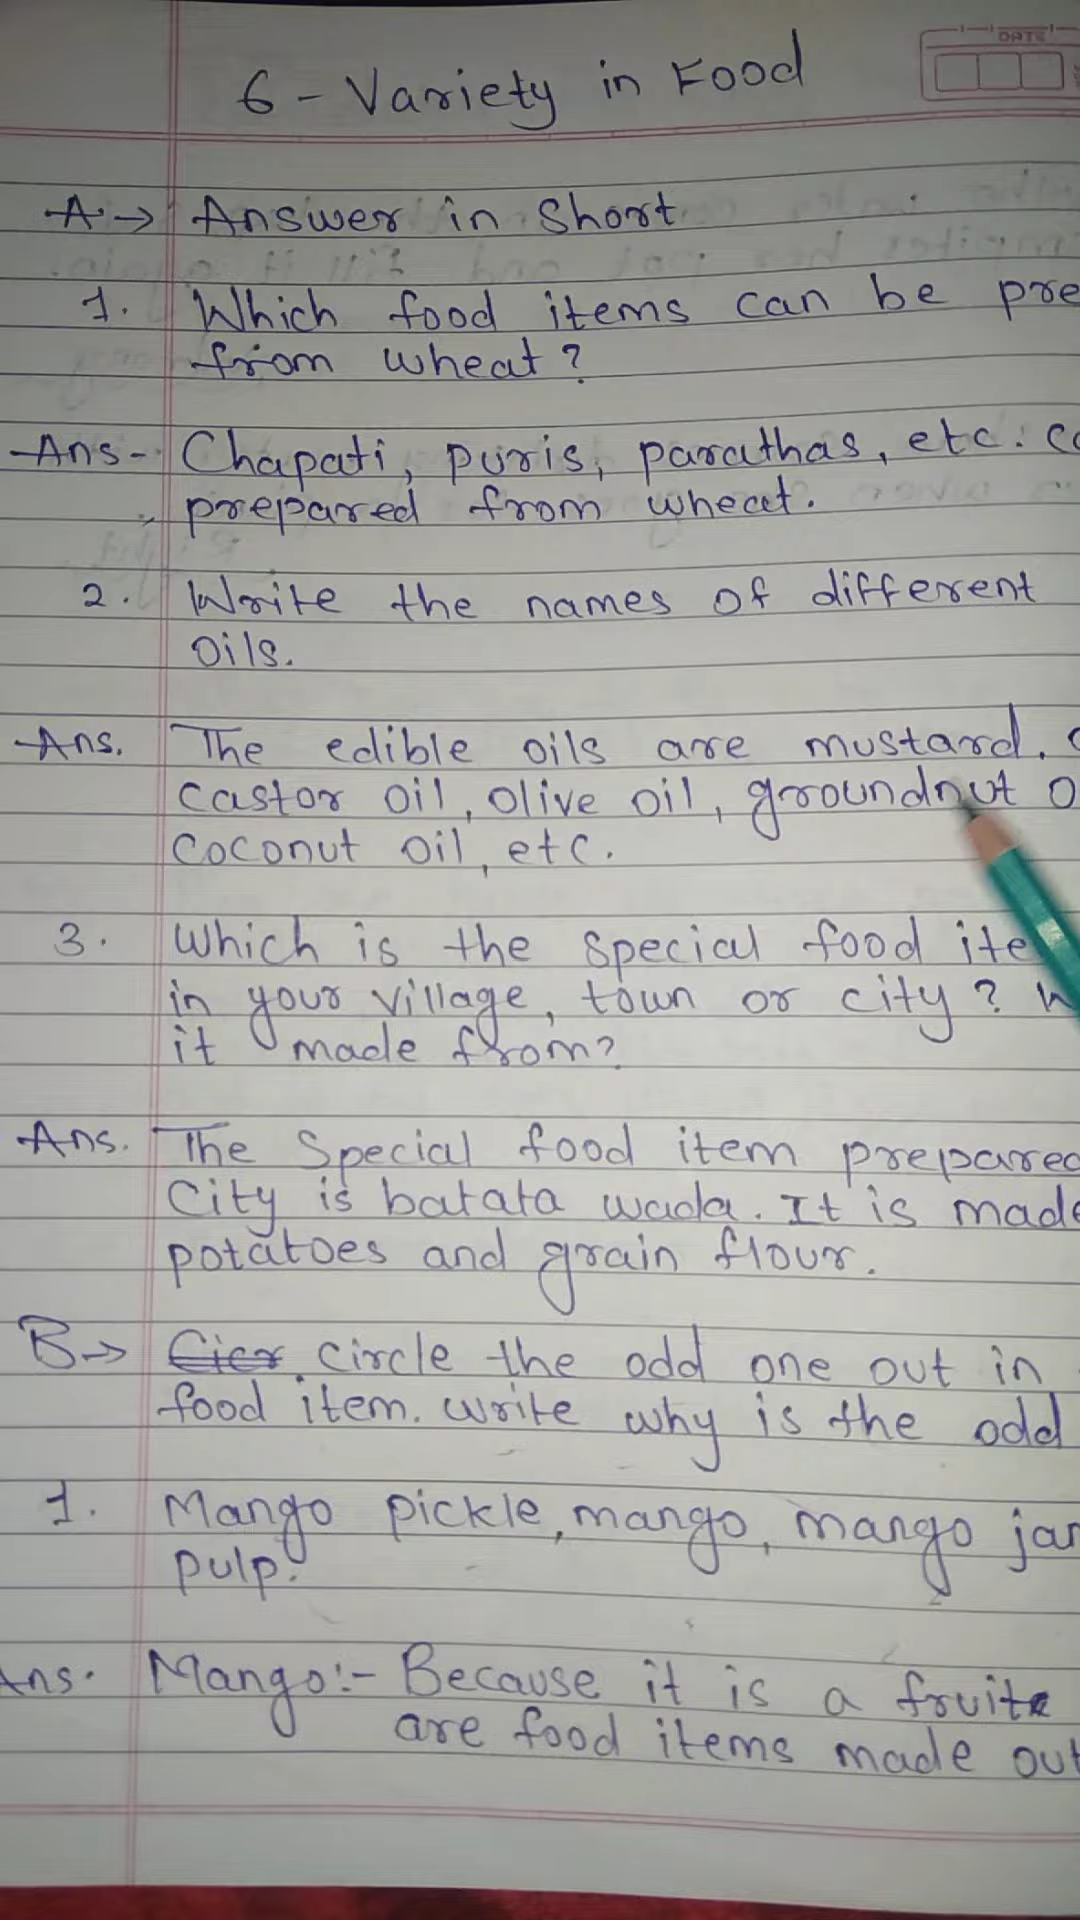 DATE
6 - Variety in Food
A → Answer in Short
1. Which food items can be pre
from wheat?
Ans - Chapati, puris, parathas, etc. c
prepared from wheat.
2. Write the names of different
Oils.
Ans. The edible oils are mustard.
Castor oil, Olive oil, groundnut o
Coconut oil, etc.
3. Which is the special food ite
in your village, town or city?
it made from?
Ans. The Special food item prepared
City is batata wada. It is made
potatoes and grain flour.
B → circle the odd one out in
food item. write why is the odd
1. Mango pickle, mango, mango jam
pulp.
Ans. Mango:- Because it is a fruit
are food items made out